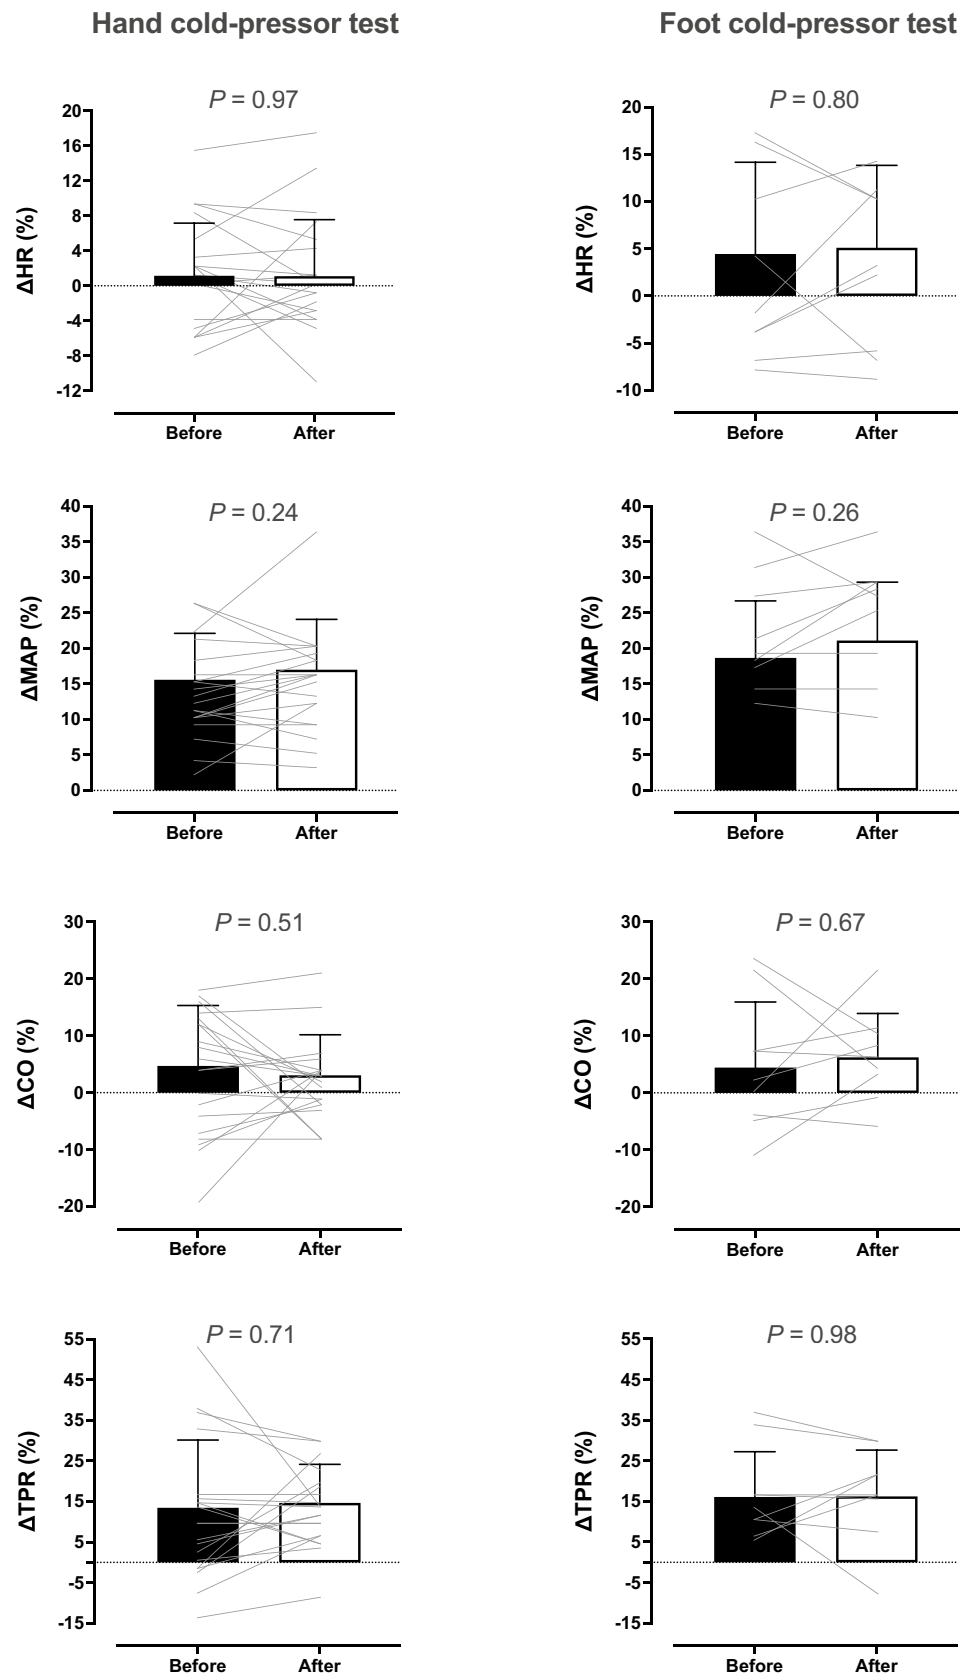 Hand cold-pressor test
Foot cold-pressor test
P = 0.97
ΔHR (%)
20
16
12
8
4
0
-4
-8
-12
Before After
P = 0.80
ΔHR (%)
20
15
10
5
0
-5
-10
Before After
P = 0.24
ΔMAP (%)
40
35
30
25
20
15
10
5
0
Before After
P = 0.26
ΔMAP (%)
40
35
30
25
20
15
10
5
0
Before After
P = 0.51
ΔCO (%)
30
20
10
0
-10
-20
Before After
P = 0.67
ΔCO (%)
30
20
10
0
-10
-20
Before After
P = 0.71
ΔTPR (%)
55
45
35
25
15
5
-5
-15
Before After
P = 0.98
ΔTPR (%)
55
45
35
25
15
5
-5
-15
Before After